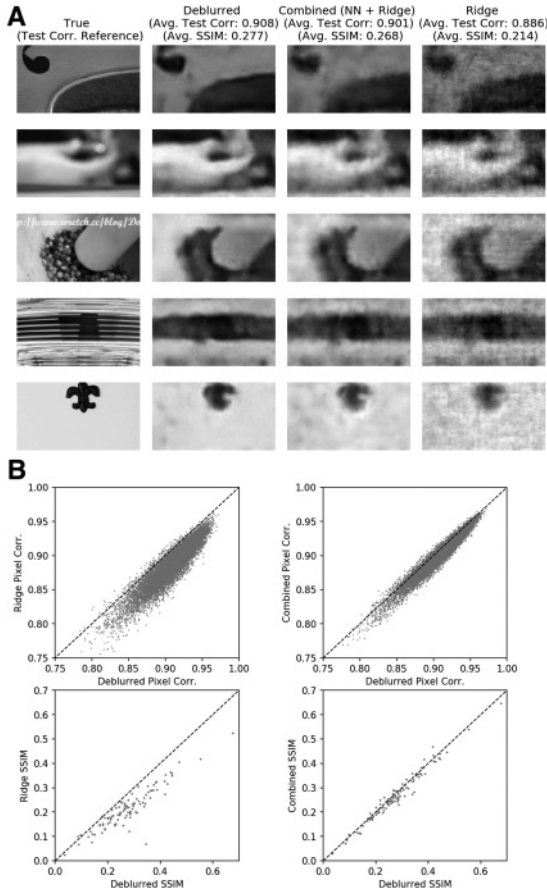 A
True
(Test Corr. Reference)
Deblurred
(Avg. Test Corr: 0.908)
(Avg. SSIM: 0.277)
Combined (NN + Ridge)
(Avg. Test Corr: 0.901)
(Avg. SSIM: 0.268)
Ridge
(Avg. Test Corr: 0.886)
(Avg. SSIM: 0.214)
B
1.00
0.95
0.90
0.85
0.80
0.75
Ridge Pixel Corr.
0.75 0.80 0.85 0.90 0.95 1.00
Deblurred Pixel Corr.
1.00
0.95
0.90
0.85
0.80
0.75
Combined Pixel Corr.
0.75 0.80 0.85 0.90 0.95 1.00
Deblurred Pixel Corr.
0.7
0.6
0.5
0.4
0.3
0.2
0.1
0.0
Ridge SSIM
0.0 0.2 0.4 0.6
Deblurred SSIM
0.7
0.6
0.5
0.4
0.3
0.2
0.1
0.0
Combined SSIM
0.0 0.2 0.4 0.6
Deblurred SSIM